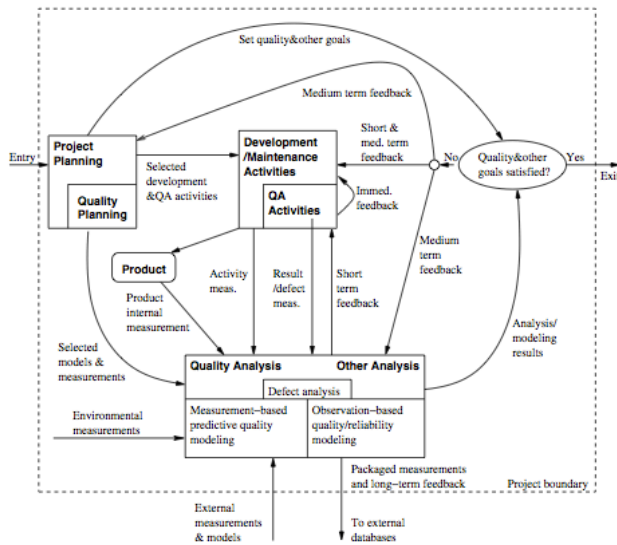 Set quality&other goals
Medium term feedback
Project
Planning
Quality
Planning
Entry
Selected
development
&QA activities
Development
/Maintenance
Activities
QA
Activities
Short &
med. term
feedback
Immed.
feedback
No
Quality&other
goals satisfied?
Yes
Exit
Product
Product
internal
measurement
Activity
meas.
Result
/defect
meas.
Short
term
feedback
Medium
term
feedback
Selected
models &
measurements
Analysis/
modeling
results
Quality Analysis
Other Analysis
Defect analysis
Measurement-based
predictive quality
modeling
Observation-based
quality/reliability
modeling
Environmental
measurements
Packaged measurements
and long-term feedback
Project boundary
External
measurements
& models
To external
databases